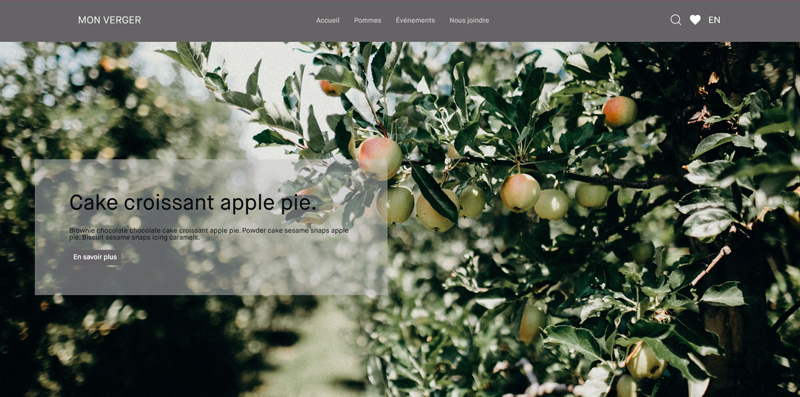 MON VERGER
Accueil Pommes Événements Nous joindre
EN
Cake croissant apple pie.
Brownie chocolate chocolate cake croissant apple pie. Powder cake sesame snaps apple
pie. Biscuit sesame snaps icing caramels.
En savoir plus